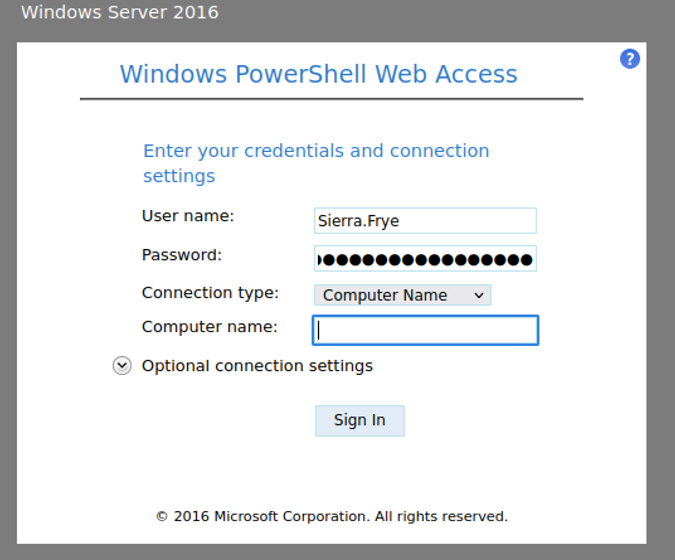 Windows Server 2016
?
Windows PowerShell Web Access
Enter your credentials and connection
settings
User name: Sierra.Frye
Password: ●●●●●●●●●●●●●●●●●
Connection type: Computer Name
Computer name:
Optional connection settings
Sign In
© 2016 Microsoft Corporation. All rights reserved.